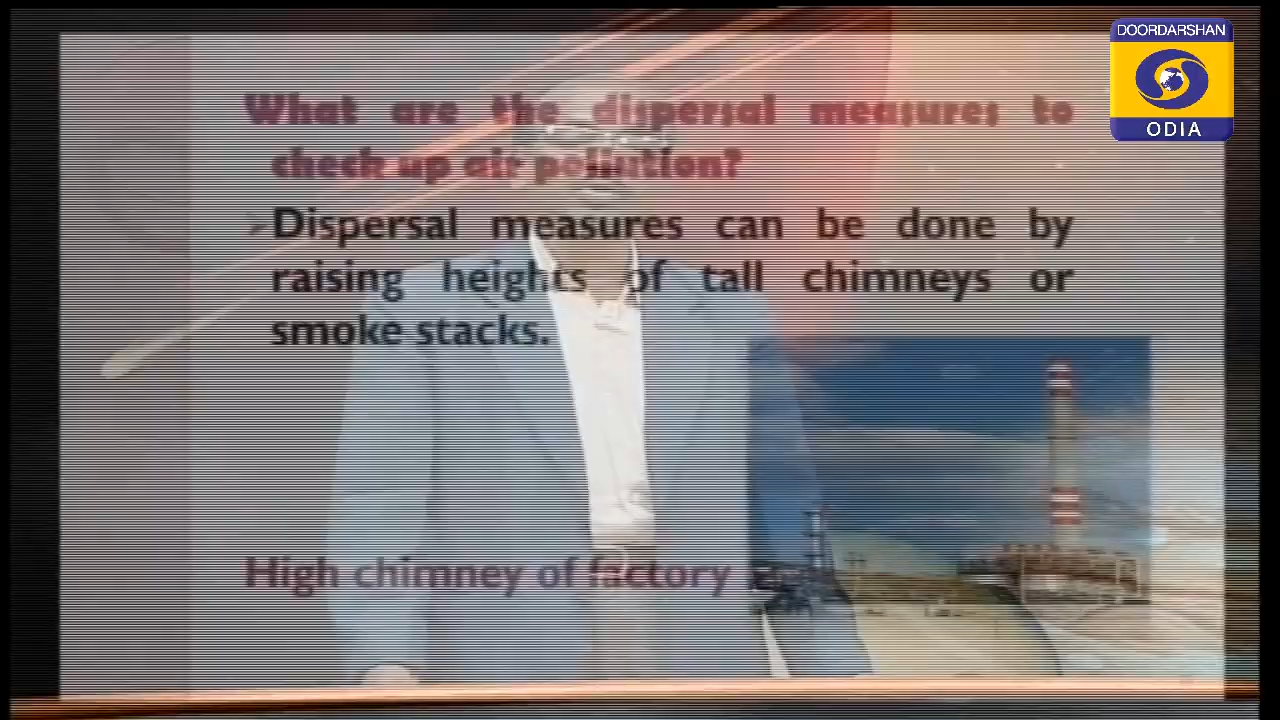 DOORDARSHAN
ODIA
What are the dispersal measures to
check up air pollution?
➢Dispersal measures can be done by
raising heights of tall chimneys or
smoke stacks.
High chimney of factory